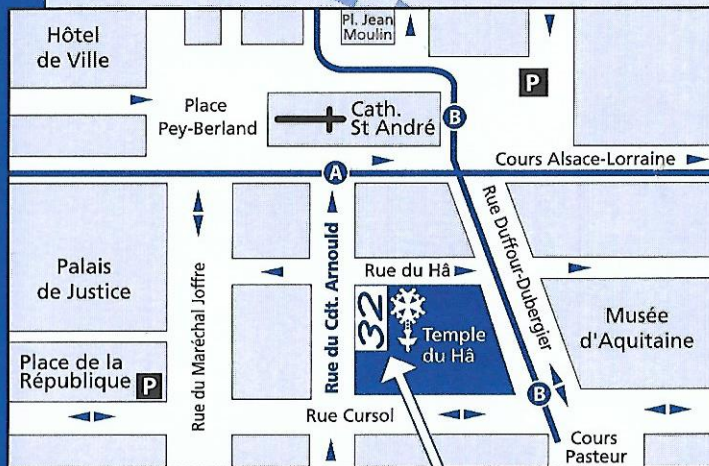 Hôtel
de Ville
Pl. Jean
Moulin
P
Place
Pey-Berland
Cath.
St André
B
A
Cours Alsace-Lorraine
Palais
de Justice
Rue du Maréchal Joffre
Rue du Cdt. Arnould
Rue du Hâ
Rue Duffour-Dubergier
32
Temple
du Hâ
Musée
d'Aquitaine
Place de la
République P
Rue Cursol
B
Cours
Pasteur